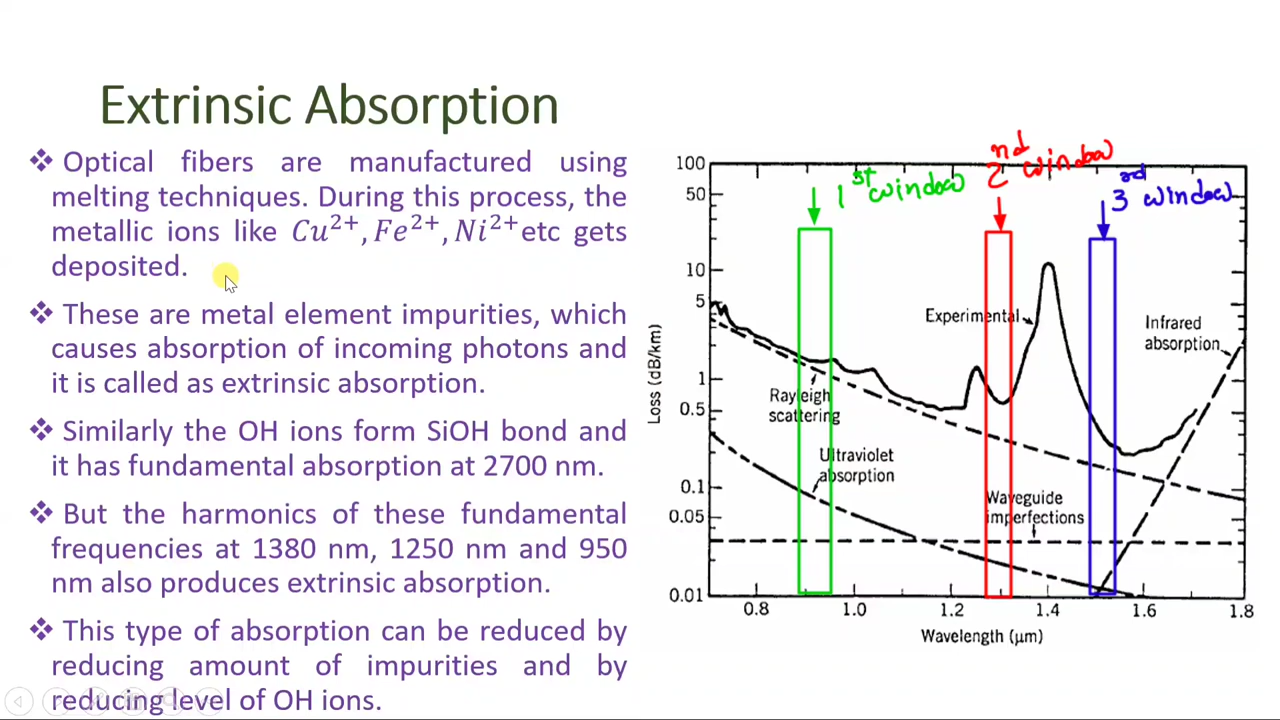 Extrinsic Absorption
❖ Optical fibers are manufactured using
melting techniques. During this process, the
metallic ions like Cu²⁺, Fe²⁺, Ni²⁺etc gets
deposited.
❖ These are metal element impurities, which
causes absorption of incoming photons and
it is called as extrinsic absorption.
❖ Similarly the OH ions form SiOH bond and
it has fundamental absorption at 2700 nm.
❖ But the harmonics of these fundamental
frequencies at 1380 nm, 1250 nm and 950
nm also produces extrinsic absorption.
❖ This type of absorption can be reduced by
reducing amount of impurities and by
reducing level of OH ions.
1st window
2nd window
3rd window
100
50
10
5
1
0.5
0.1
0.05
0.01
Loss (dB/km)
Experimental
Infrared
absorption
Rayleigh
scattering
Ultraviolet
absorption
Waveguide
imperfections
0.8 1.0 1.2 1.4 1.6 1.8
Wavelength (μm)